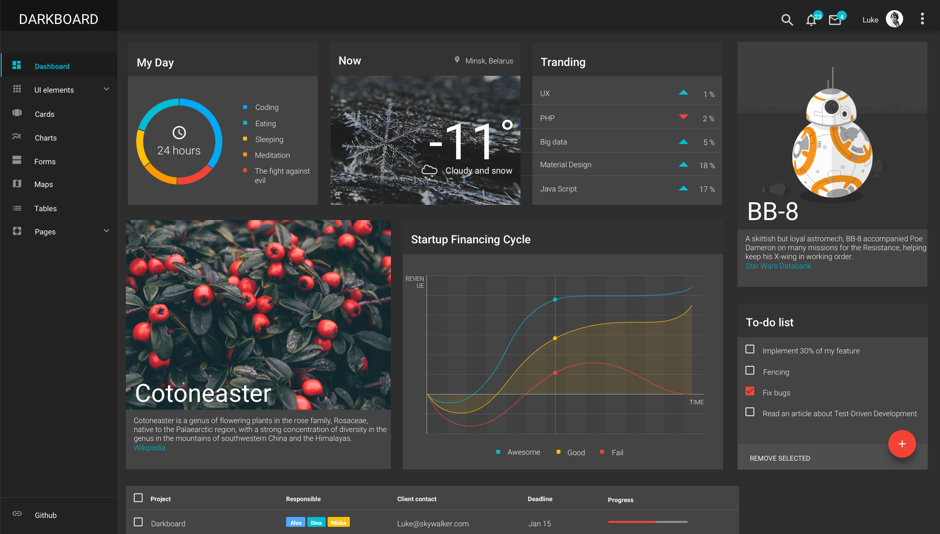 DARKBOARD
23
4
Luke
Dashboard
UI elements
Cards
Charts
Forms
Maps
Tables
Pages
Github
My Day
24 hours
Coding
Eating
Sleeping
Meditation
The fight against
evil
Now
Minsk, Belarus
-11°
Cloudy and snow
Tranding
UX 1 %
PHP 2 %
Big data 5 %
Material Design 18 %
Java Script 17 %
BB-8
A skittish but loyal astromech, BB-8 accompanied Poe
Dameron on many missions for the Resistance, helping
keep his X-wing in working order.
Star Wars Databank
Cotoneaster
Cotoneaster is a genus of flowering plants in the rose family, Rosaceae,
native to the Palaearctic region, with a strong concentration of diversity in the
genus in the mountains of southwestern China and the Himalayas.
Wikipedia
Startup Financing Cycle
REVEN
UE
TIME
Awesome
Good
Fail
To-do list
Implement 30% of my feature
Fencing
Fix bugs
Read an article about Test-Driven Development
+
REMOVE SELECTED
Project Responsible Client contact Deadline Progress
Darkboard Alex Dina Misha Luke@skywalker.com Jan 15